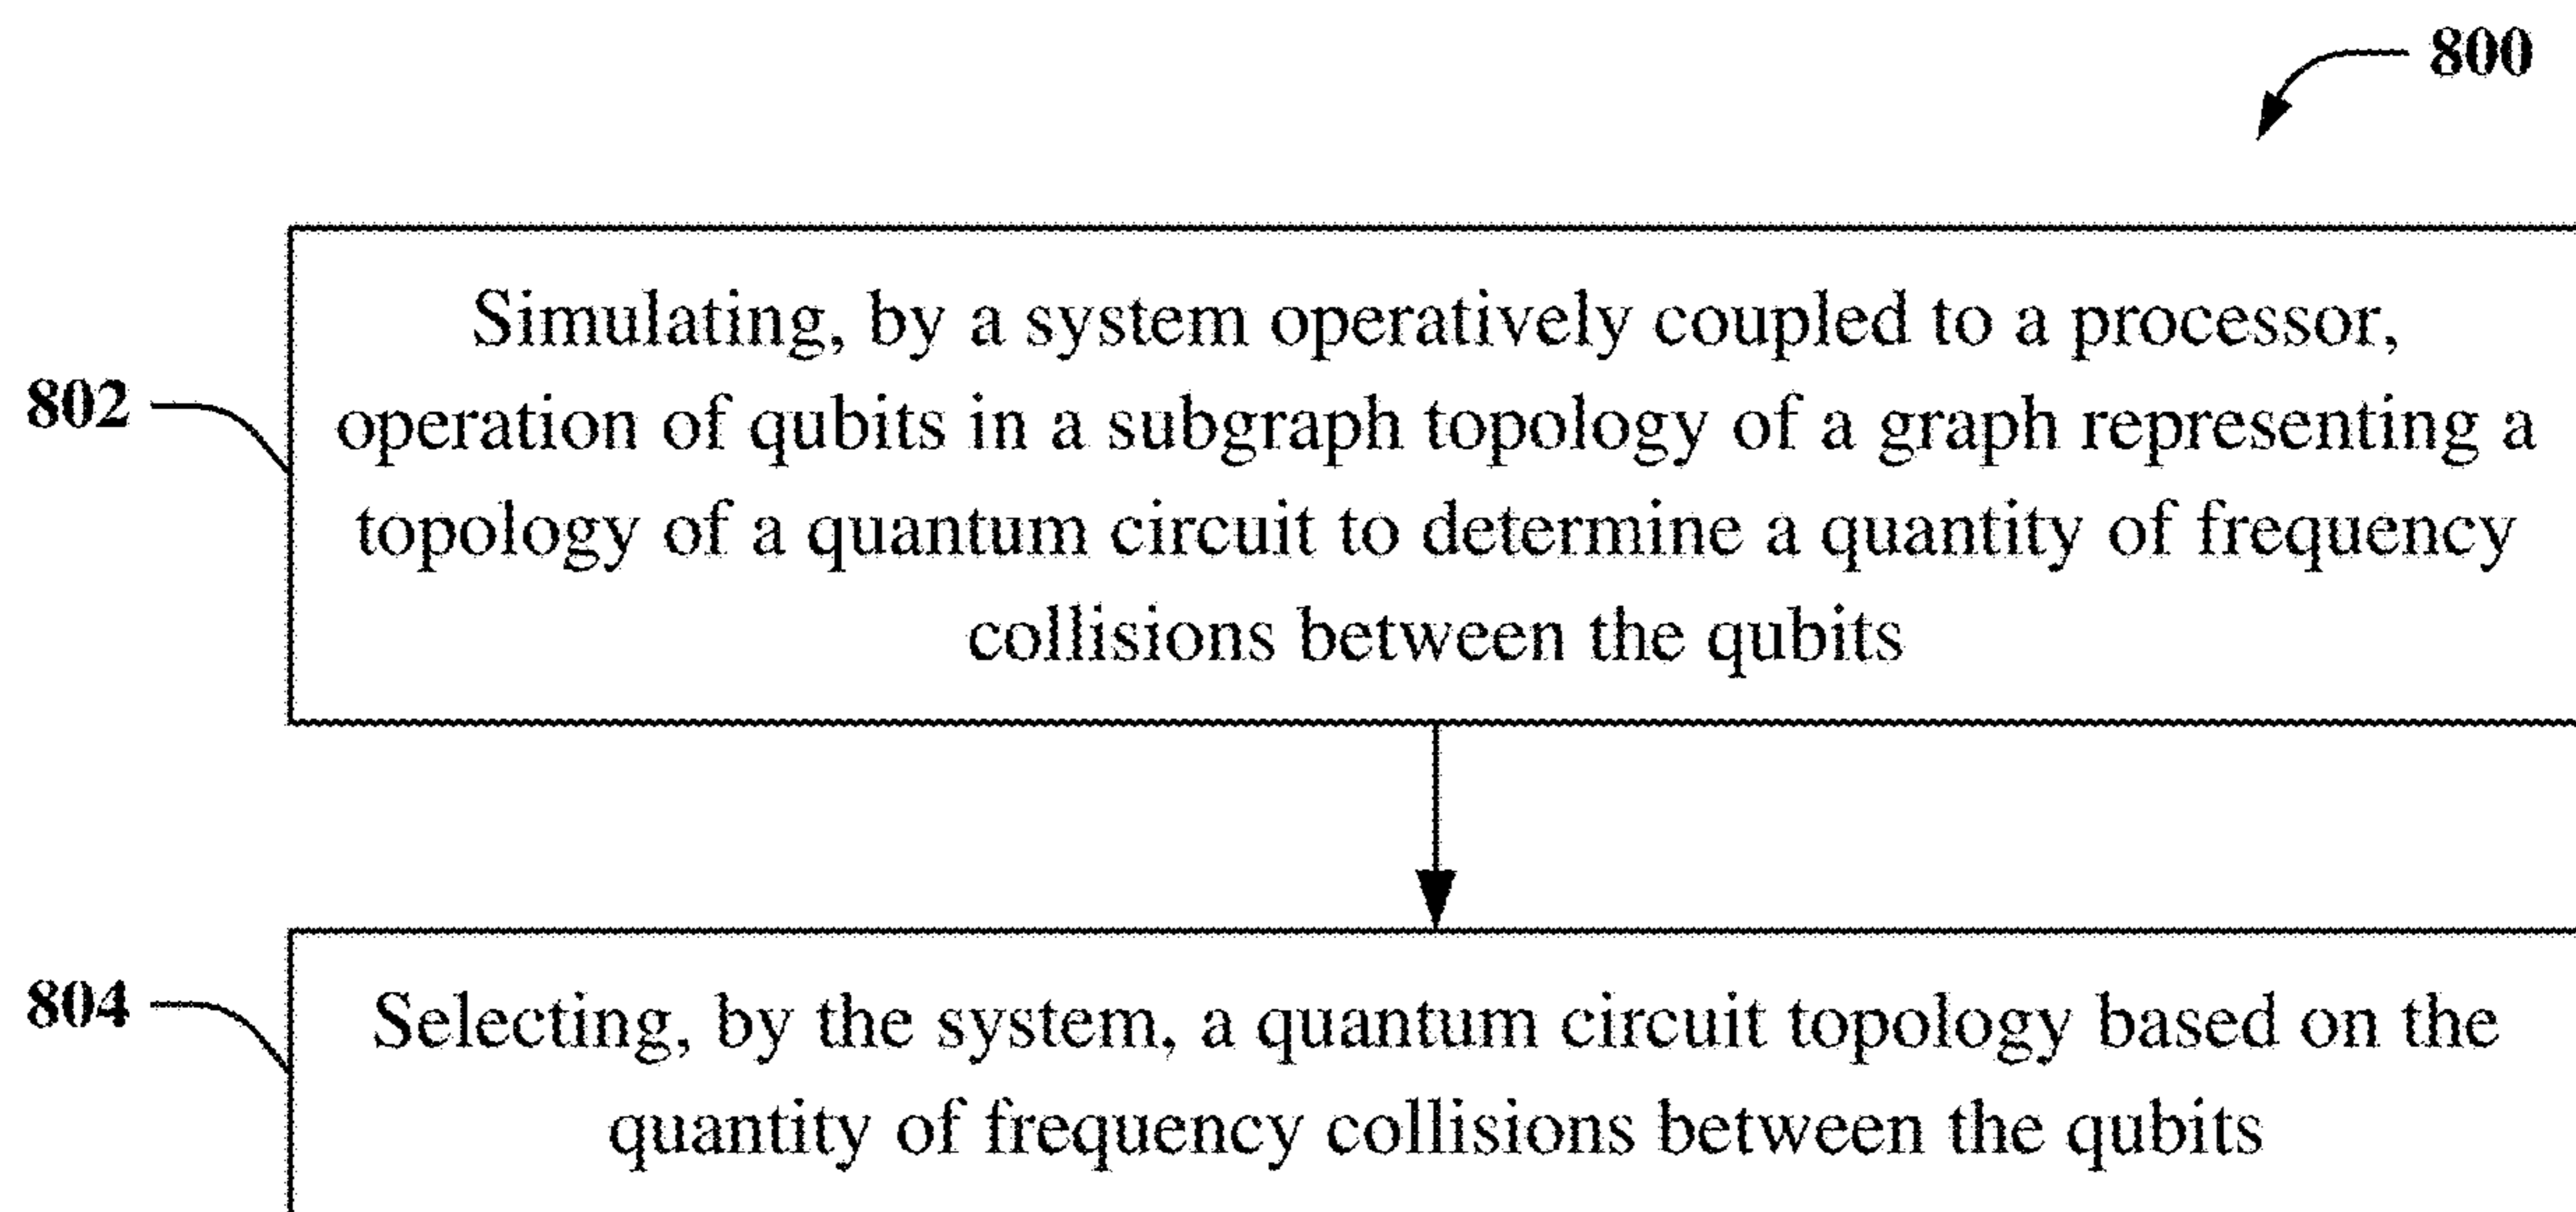 800
802
Simulating, by a system operatively coupled to a processor,
operation of qubits in a subgraph topology of a graph representing a
topology of a quantum circuit to determine a quantity of frequency
collisions between the qubits
804
Selecting, by the system, a quantum circuit topology based on the
quantity of frequency collisions between the qubits